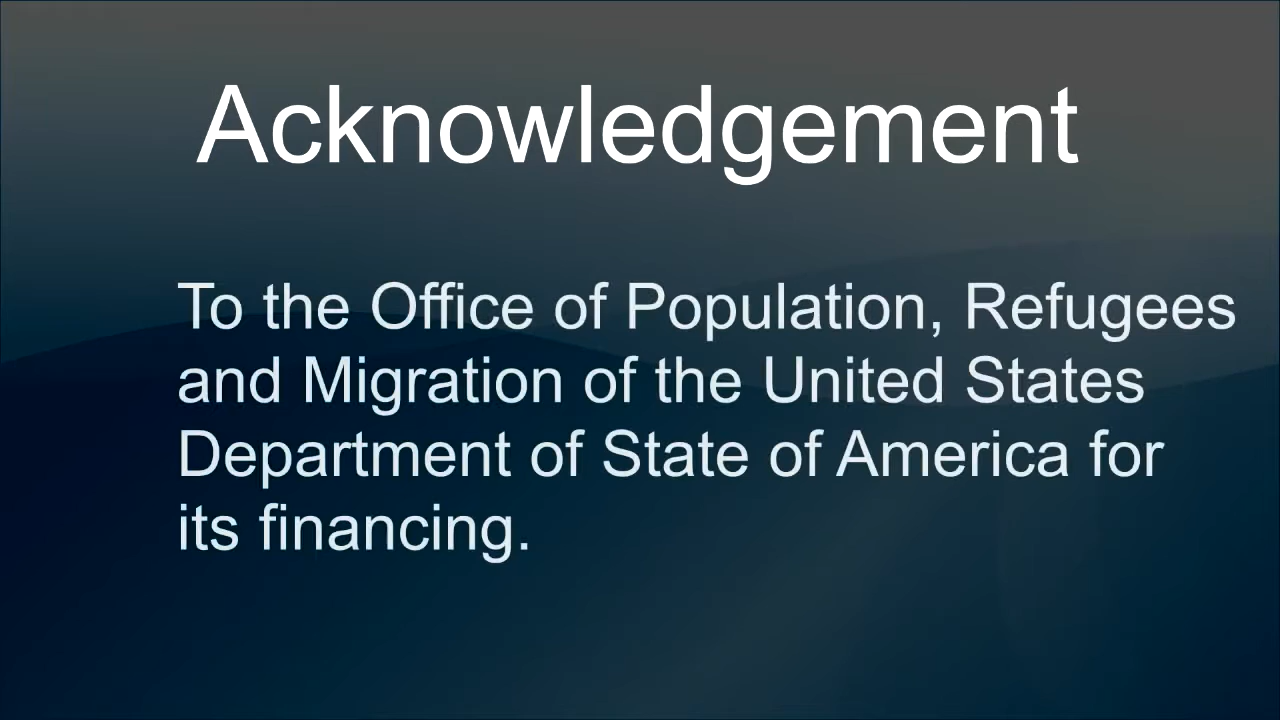 Acknowledgement
To the Office of Population, Refugees
and Migration of the United States
Department of State of America for
its financing.